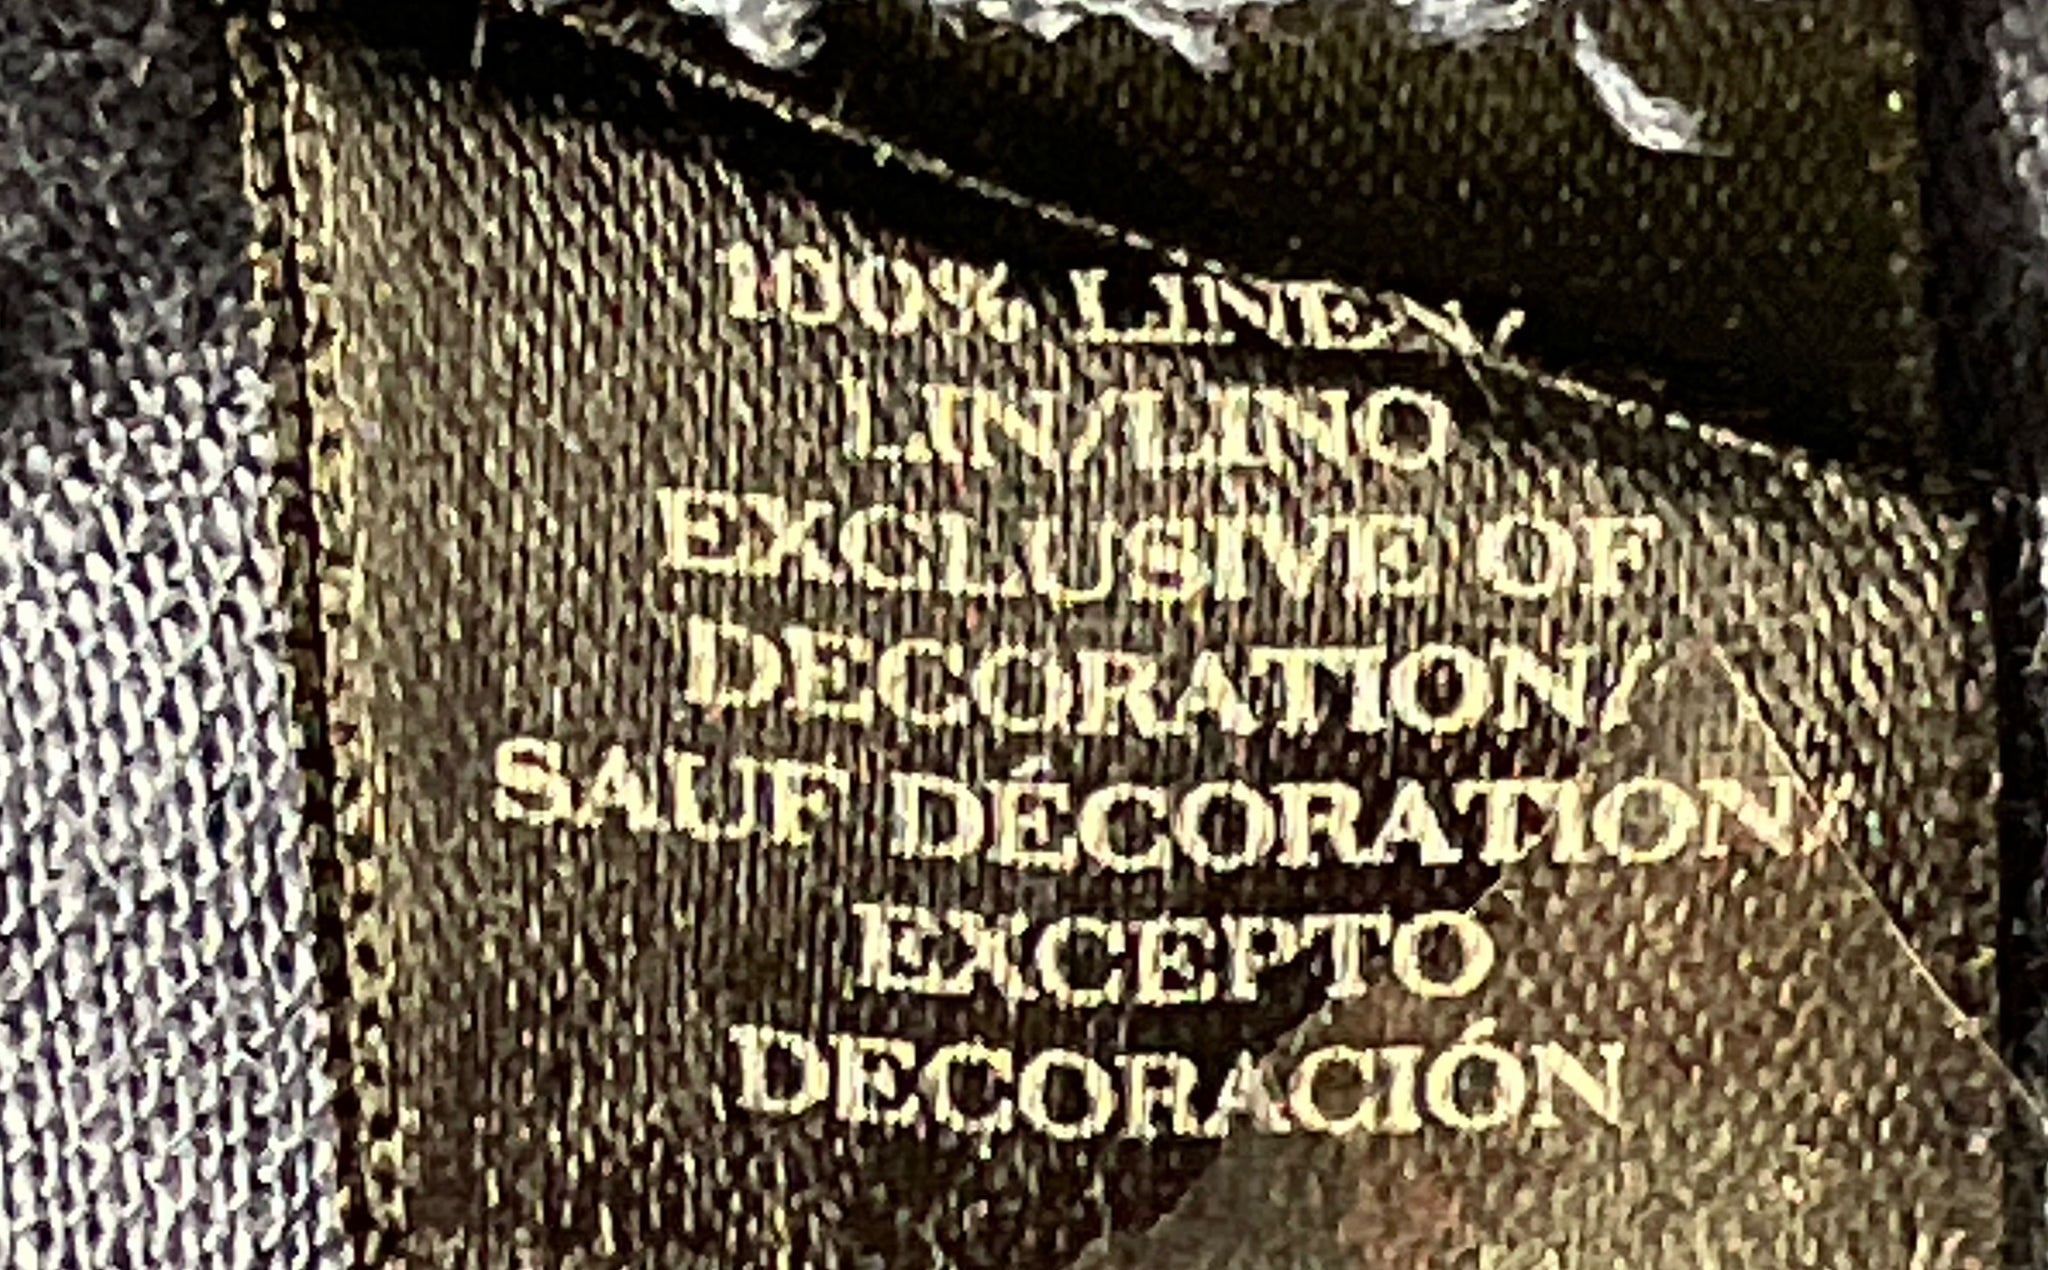 100% LINEN/
LIN/LINO
EXCLUSIVE OF
DECORATION/
SAUF DÉCORATION/
EXCEPTO
DECORACIÓN